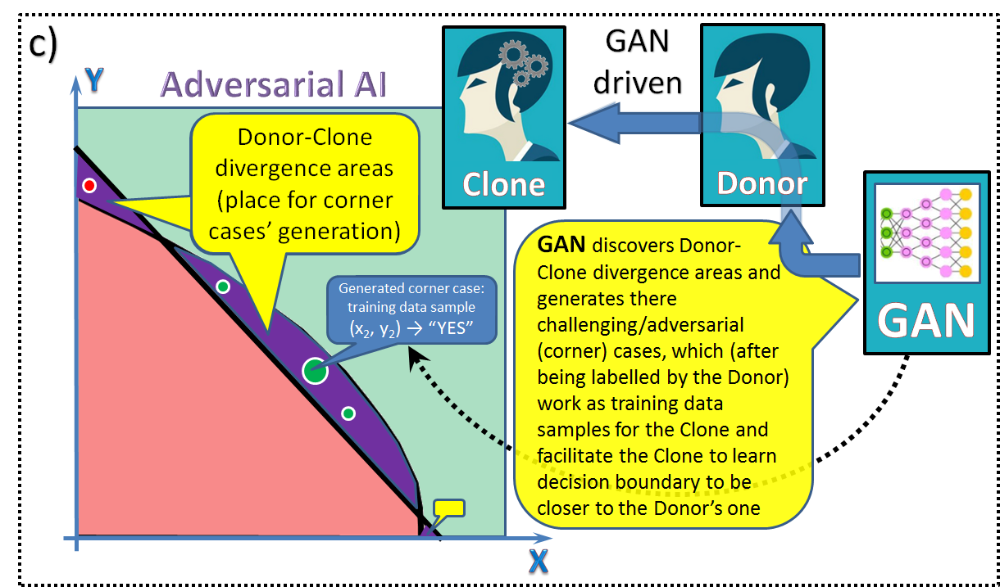 c)
Y
Adversarial AI
Donor-Clone
divergence areas
(place for corner
cases’ generation)
Generated corner case:
training data sample
(x₂, y₂) → “YES”
X
Clone
GAN
driven
Donor
GAN
GAN discovers Donor-
Clone divergence areas and
generates there
challenging/adversarial
(corner) cases, which (after
being labelled by the Donor)
work as training data
samples for the Clone and
facilitate the Clone to learn
decision boundary to be
closer to the Donor’s one